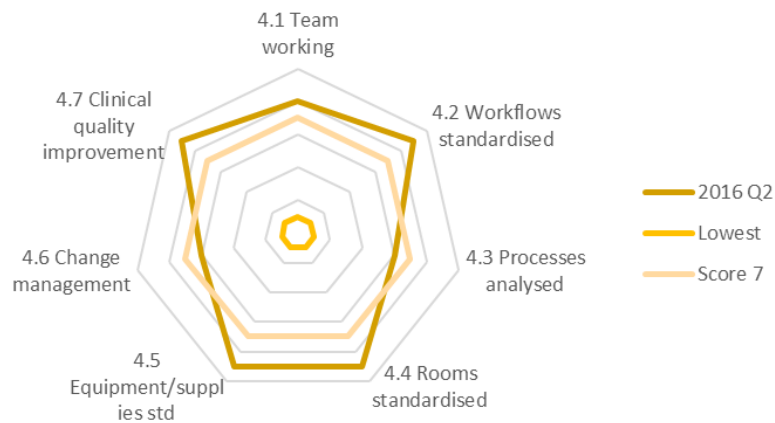 4.1 Team
working
4.2 Workflows
standardised
4.3 Processes
analysed
4.4 Rooms
standardised
4.5
Equipment/suppl
ies std
4.6 Change
management
4.7 Clinical
quality
improvement
2016 Q2
Lowest
Score 7